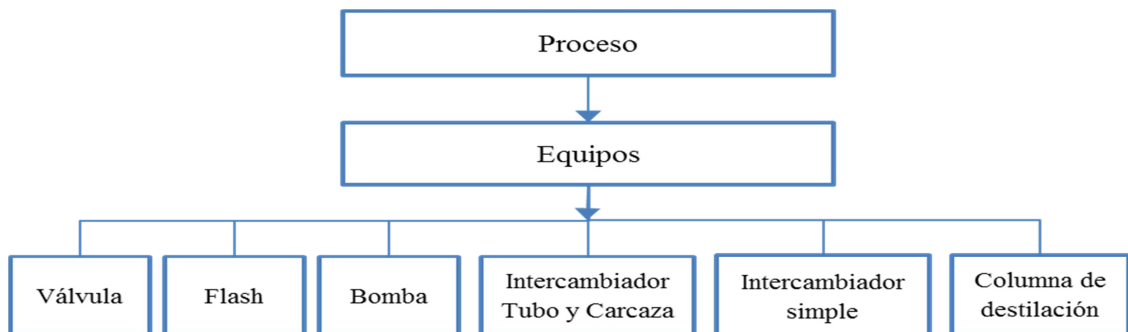 Proceso
Equipos
Válvula
Flash
Bomba
Intercambiador
Tubo y Carcaza
Intercambiador
simple
Columna de
destilación